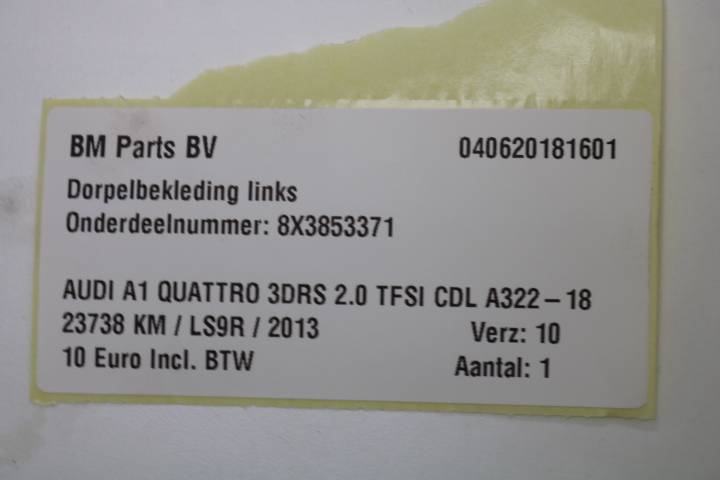 BM Parts BV 040620181601
Dorpelbekleding links
Onderdeelnummer: 8X3853371
AUDI A1 QUATTRO 3DRS 2.0 TFSI CDL A322-18
23738 KM / LS9R / 2013 Verz: 10
10 Euro Incl. BTW Aantal: 1